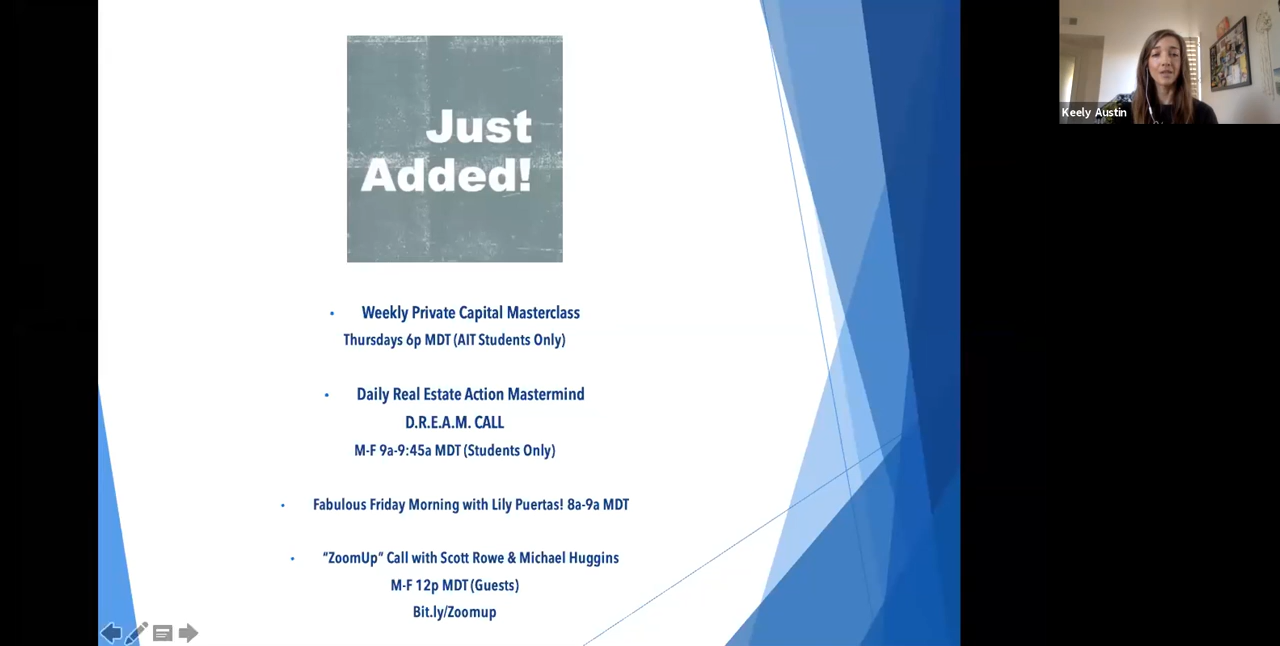 Just
Added!
• Weekly Private Capital Masterclass
Thursdays 6p MDT (AIT Students Only)
• Daily Real Estate Action Mastermind
D.R.E.A.M. CALL
M-F 9a-9:45a MDT (Students Only)
• Fabulous Friday Morning with Lily Puertas! 8a-9a MDT
• “ZoomUp” Call with Scott Rowe & Michael Huggins
M-F 12p MDT (Guests)
Bit.ly/Zoomup
Keely Austin